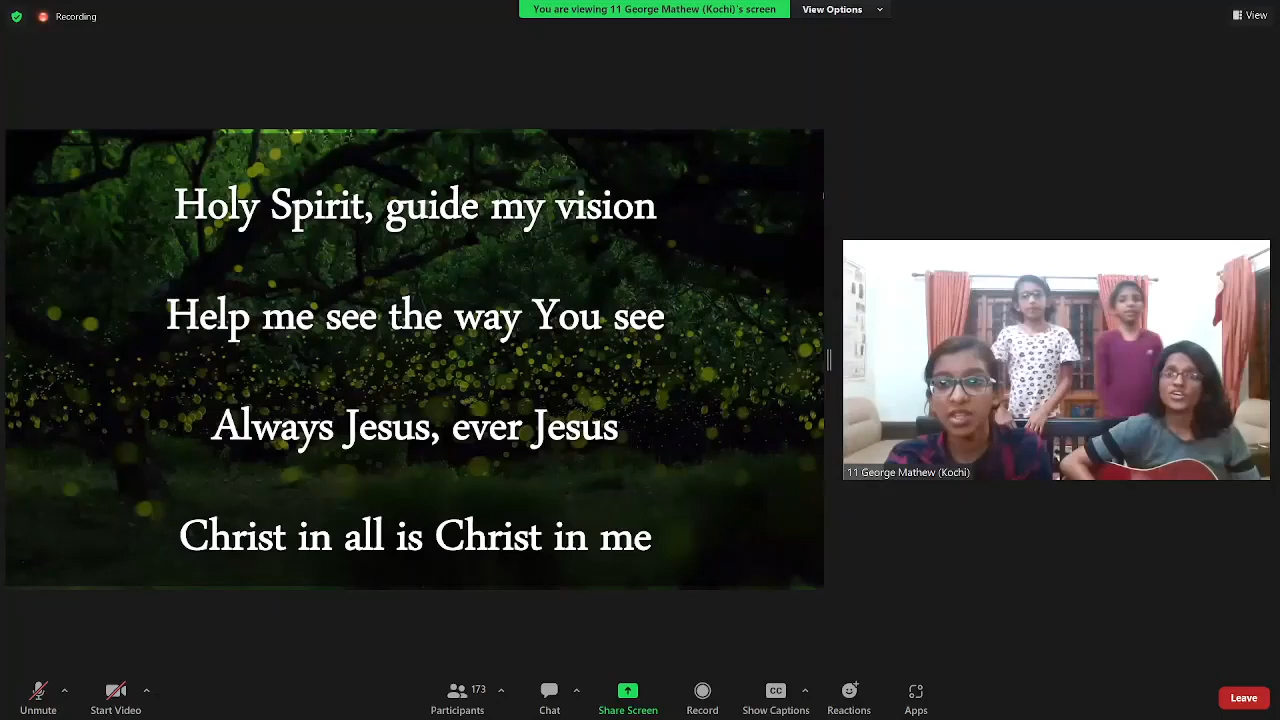 Recording
You are viewing 11 George Mathew (Kochi)'s screen
View Options
View
Holy Spirit, guide my vision
Help me see the way You see
Always Jesus, ever Jesus
Christ in all is Christ in me
11 George Mathew (Kochi)
Unmute
Start Video
173
Participants
Chat
Share Screen
Record
CC
Show Captions
Reactions
Apps
Leave